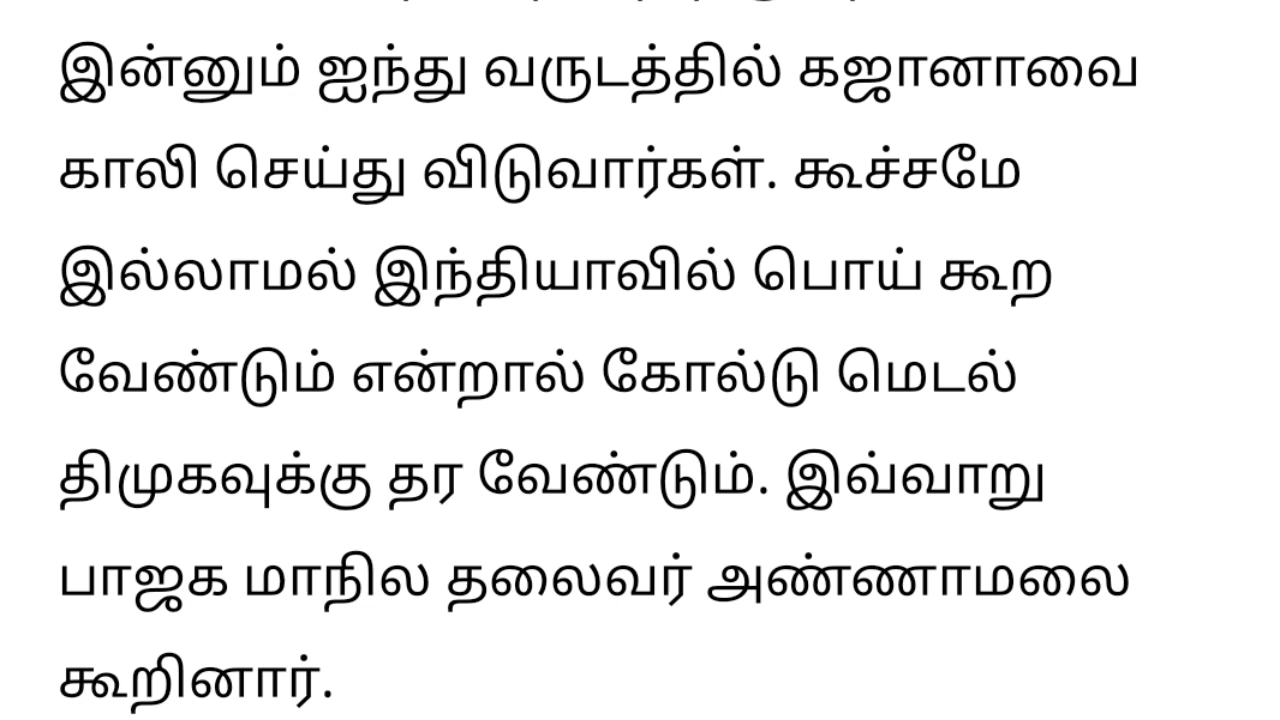 இன்னும் ஐந்து வருடத்தில் கஜானாவை
காலி செய்து விடுவார்கள். கூச்சமே
இல்லாமல் இந்தியாவில் பொய் கூற
வேண்டும் என்றால் கோல்டு மெடல்
திமுகவுக்கு தர வேண்டும். இவ்வாறு
பாஜக மாநில தலைவர் அண்ணாமலை
கூறினார்.